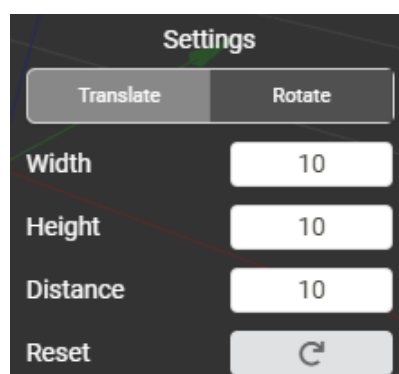 Settings
Translate Rotate
Width 10
Height 10
Distance 10
Reset